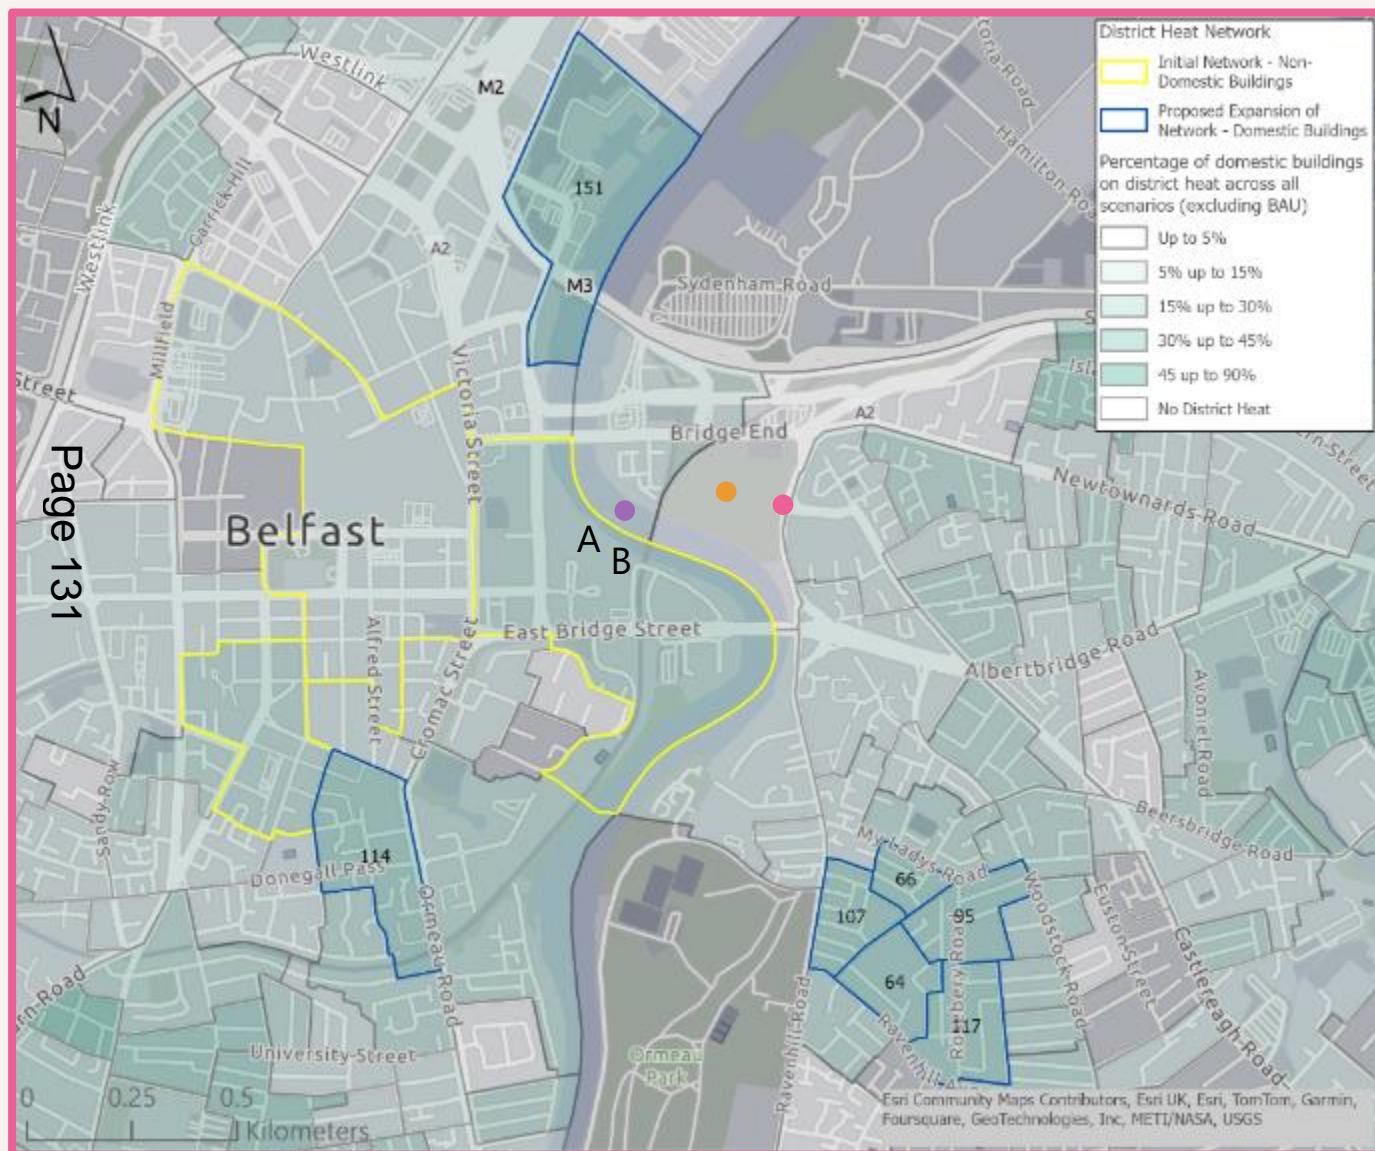 Westlink
M2
toria Road
Hamilton Roa
N
Carrick Hill
Westlink
151
A2
M3
Sydenham Road
Millfield
Street
Victoria Street
Bridge End
A2
Newtownards Road
ern Street
Page 131
Belfast
A
B
Alfred Street
Cromac Street
East Bridge Street
Albertbridge Road
Avoniel Road
Sandy Row
Beersbridge Road
My Ladys Road
114
Donegall Pass
Ormeau Road
66
107
95
64
117
Woodstock Road
Euston Street
Castlereagh Road
Rosebery Road
Ravenhill Road
Ravenhill A
urn Road
University Street
Ormeau
Park
0 0.25 0.5
Kilometers
District Heat Network
Initial Network - Non-
Domestic Buildings
Proposed Expansion of
Network - Domestic Buildings
Percentage of domestic buildings
on district heat across all
scenarios (excluding BAU)
Up to 5%
5% up to 15%
15% up to 30%
30% up to 45%
45 up to 90%
No District Heat
Esri Community Maps Contributors, Esri UK, Esri, TomTom, Garmin,
Foursquare, GeoTechnologies, Inc, METI/NASA, USGS